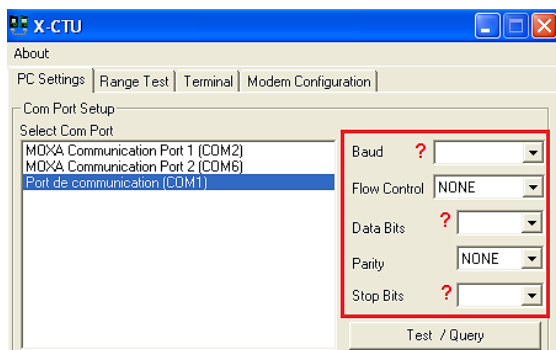 X-CTU
About
PC Settings Range Test Terminal Modem Configuration
Com Port Setup
Select Com Port
MOXA Communication Port 1 (COM2)
MOXA Communication Port 2 (COM6)
Port de communication (COM1)
Baud ?
Flow Control NONE
Data Bits ?
Parity NONE
Stop Bits ?
Test / Query